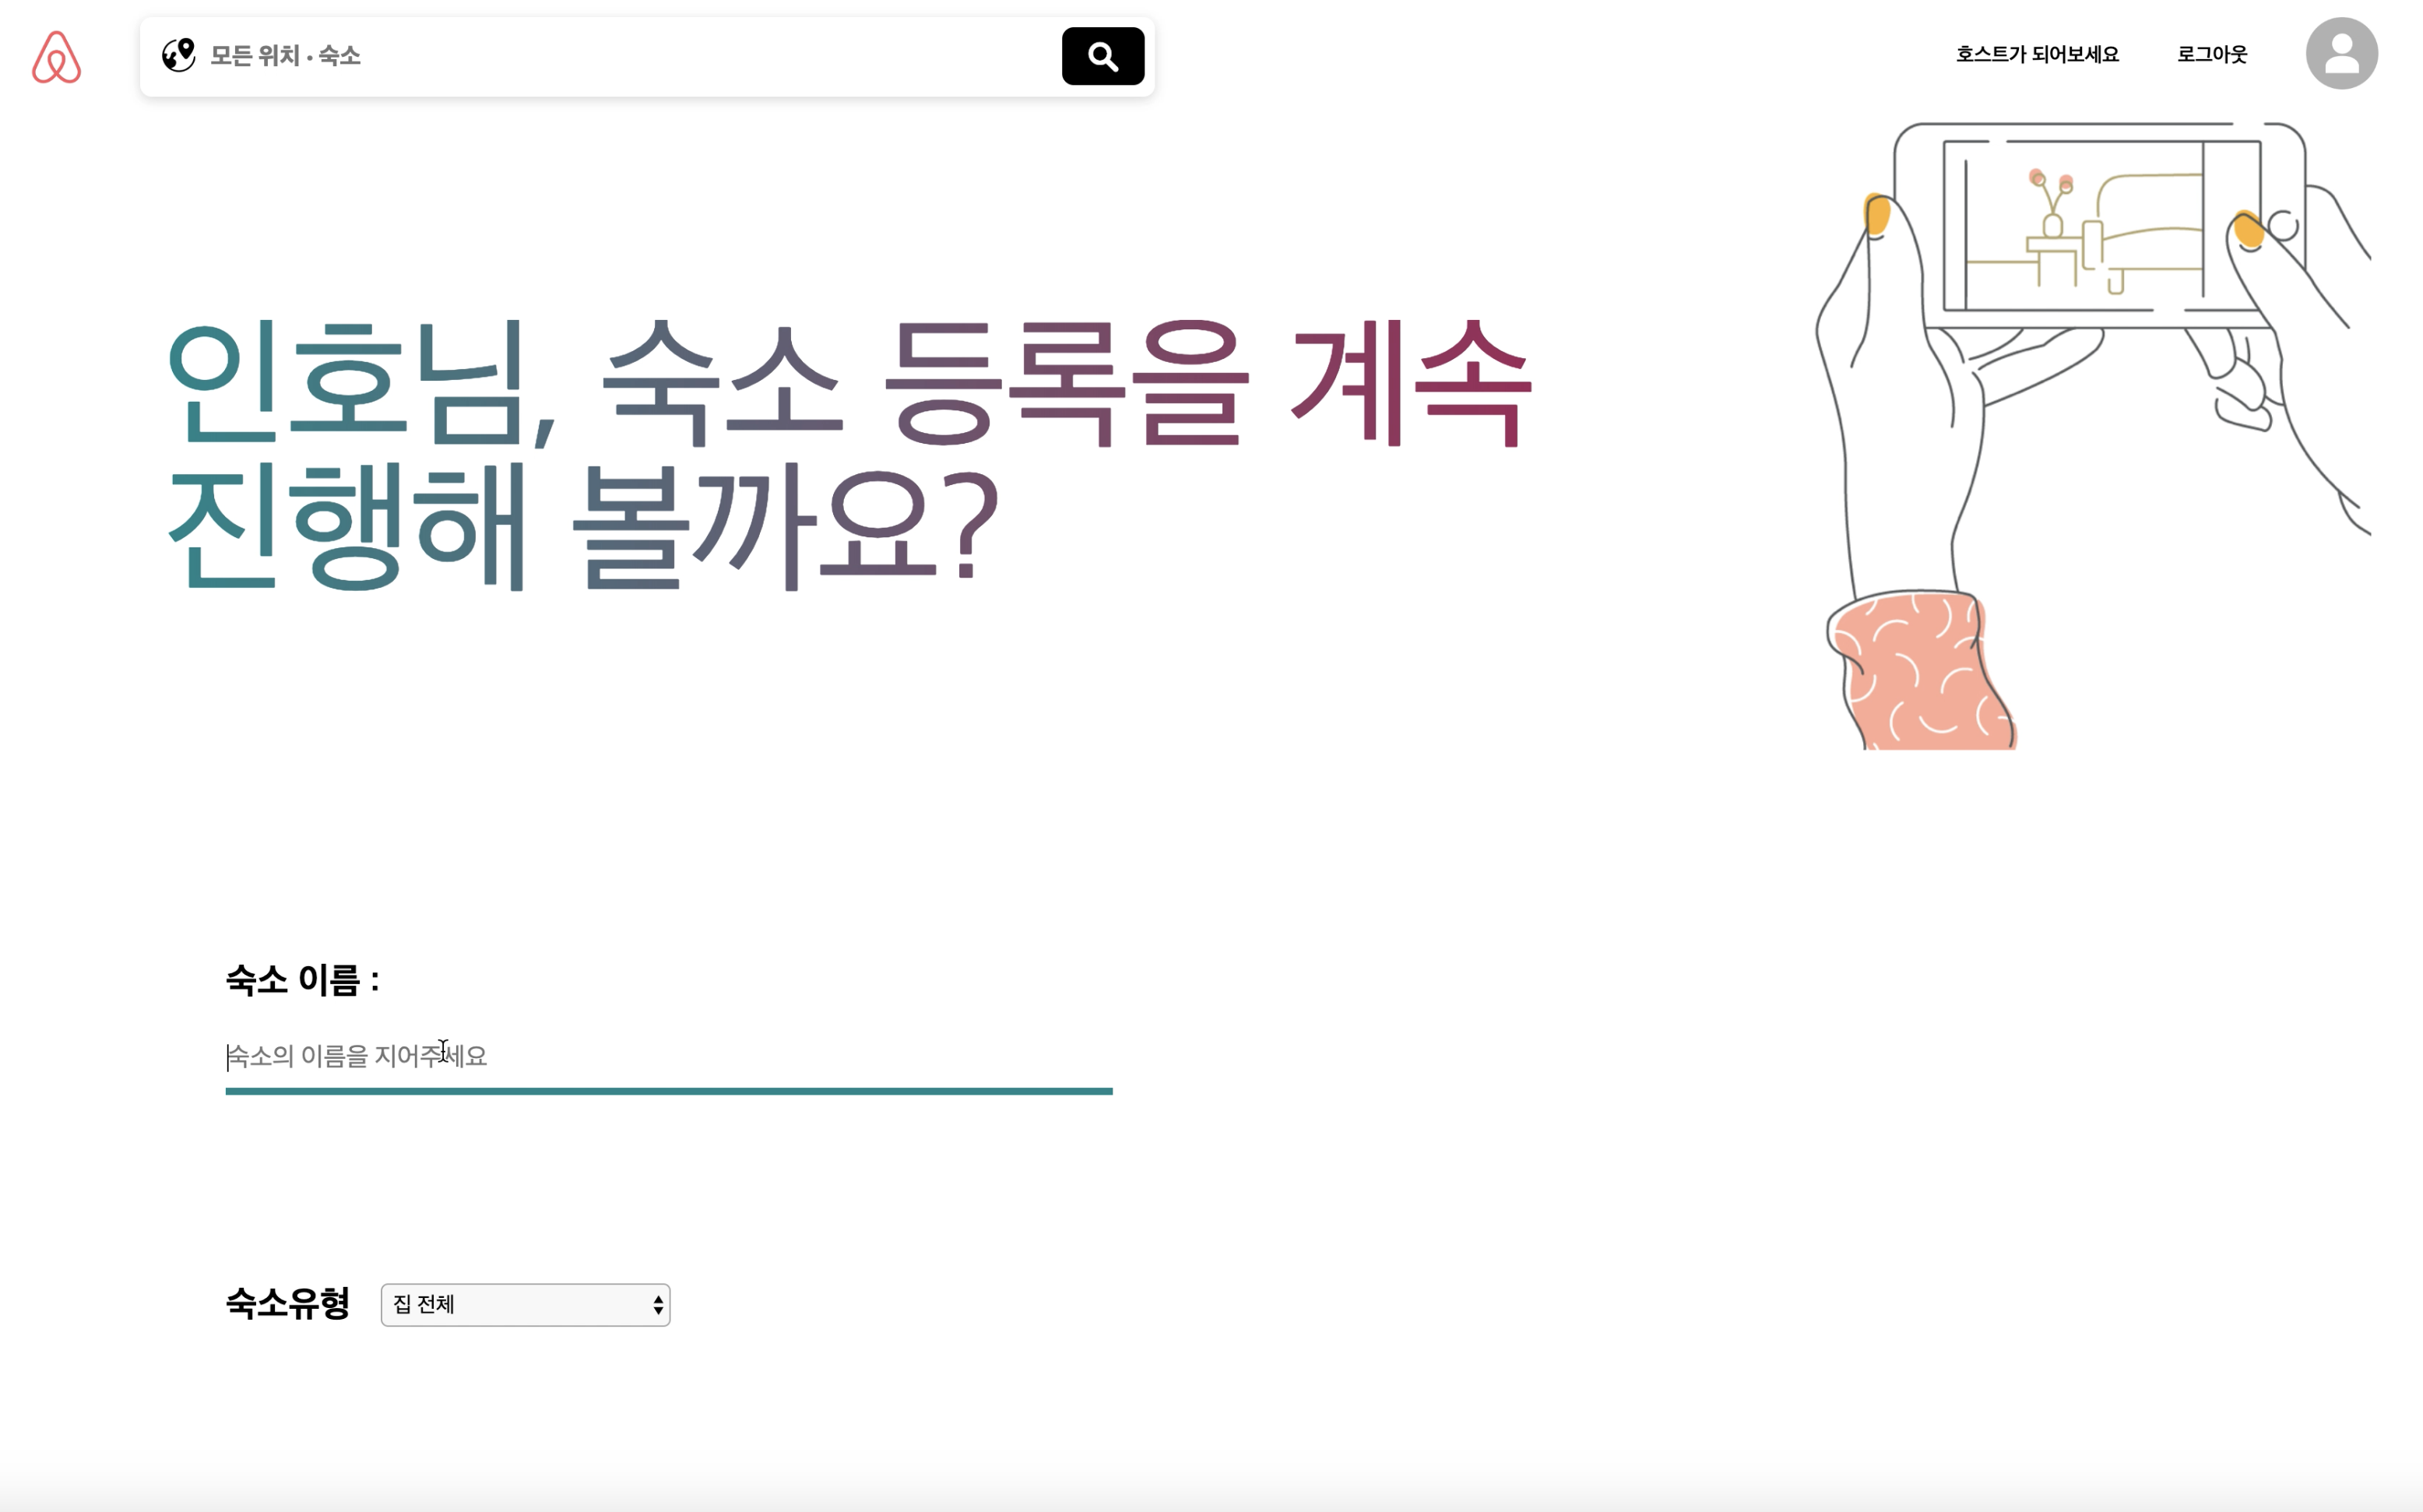 모든 위치 · 숙소
호스트가 되어보세요
로그아웃
인호님, 숙소 등록을 계속
진행해 볼까요?
숙소 이름 :
숙소의 이름을 지어주세요
숙소유형
집 전체